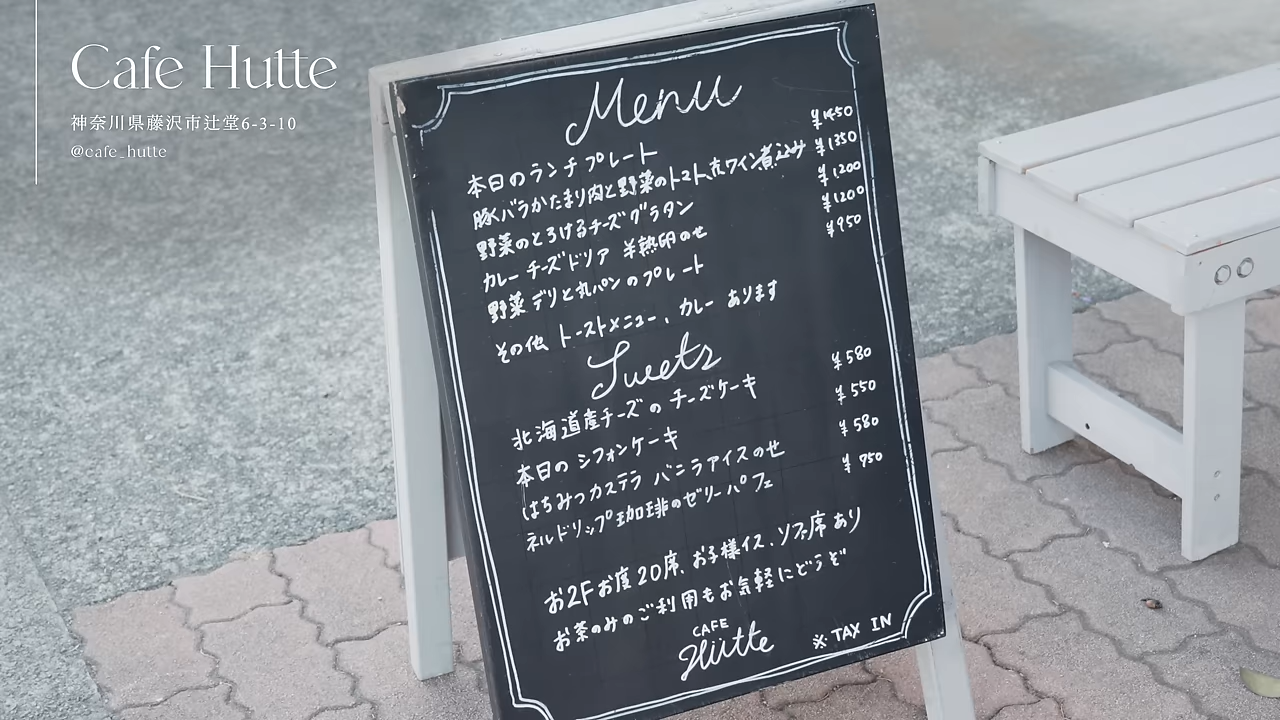 Cafe Hutte
神奈川県藤沢市辻堂6-3-10
@cafe_hutte
Menu
本日のランチプレート ¥1450
豚バラかたまり肉と野菜のトマト赤ワイン煮込み ¥1350
野菜のとろけるチーズグラタン ¥1200
カレーチーズドリア 半熟卵のせ ¥1200
野菜デリと丸パンのプレート ¥950
その他 トーストメニュー、カレー あります
Sweets
北海道産チーズのチーズケーキ ¥580
本日のシフォンケーキ ¥550
はちみつカステラ バニラアイスのせ ¥580
ネルドリップ珈琲のゼリーパフェ ¥750
お2Fお席20席、お子様イス、ソファ席あり
お茶のみのご利用もお気軽にどうぞ
CAFE
Hütte
※TAX IN